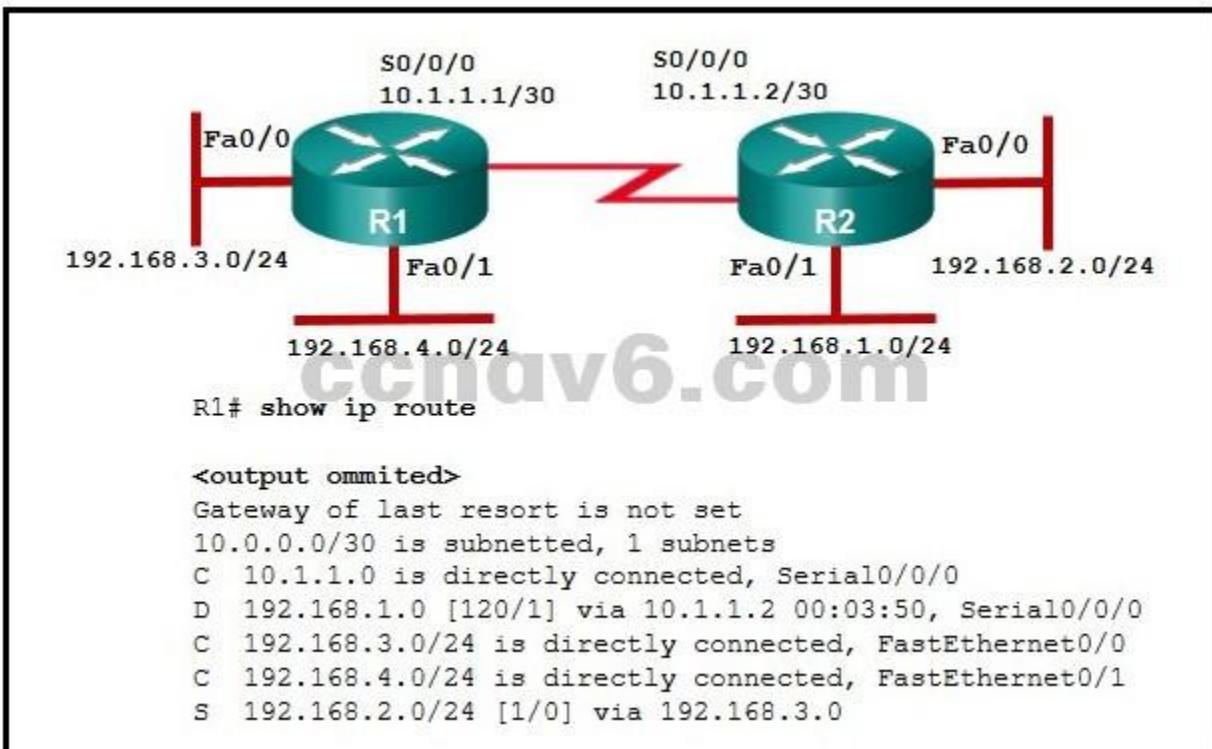 S0/0/0
10.1.1.1/30
S0/0/0
10.1.1.2/30
Fa0/0
Fa0/0
R1
R2
192.168.3.0/24
Fa0/1
Fa0/1
192.168.2.0/24
192.168.4.0/24
192.168.1.0/24
ccnav6.com
R1# show ip route
<output ommited>
Gateway of last resort is not set
10.0.0.0/30 is subnetted, 1 subnets
C 10.1.1.0 is directly connected, Serial0/0/0
D 192.168.1.0 [120/1] via 10.1.1.2 00:03:50, Serial0/0/0
C 192.168.3.0/24 is directly connected, FastEthernet0/0
C 192.168.4.0/24 is directly connected, FastEthernet0/1
S 192.168.2.0/24 [1/0] via 192.168.3.0